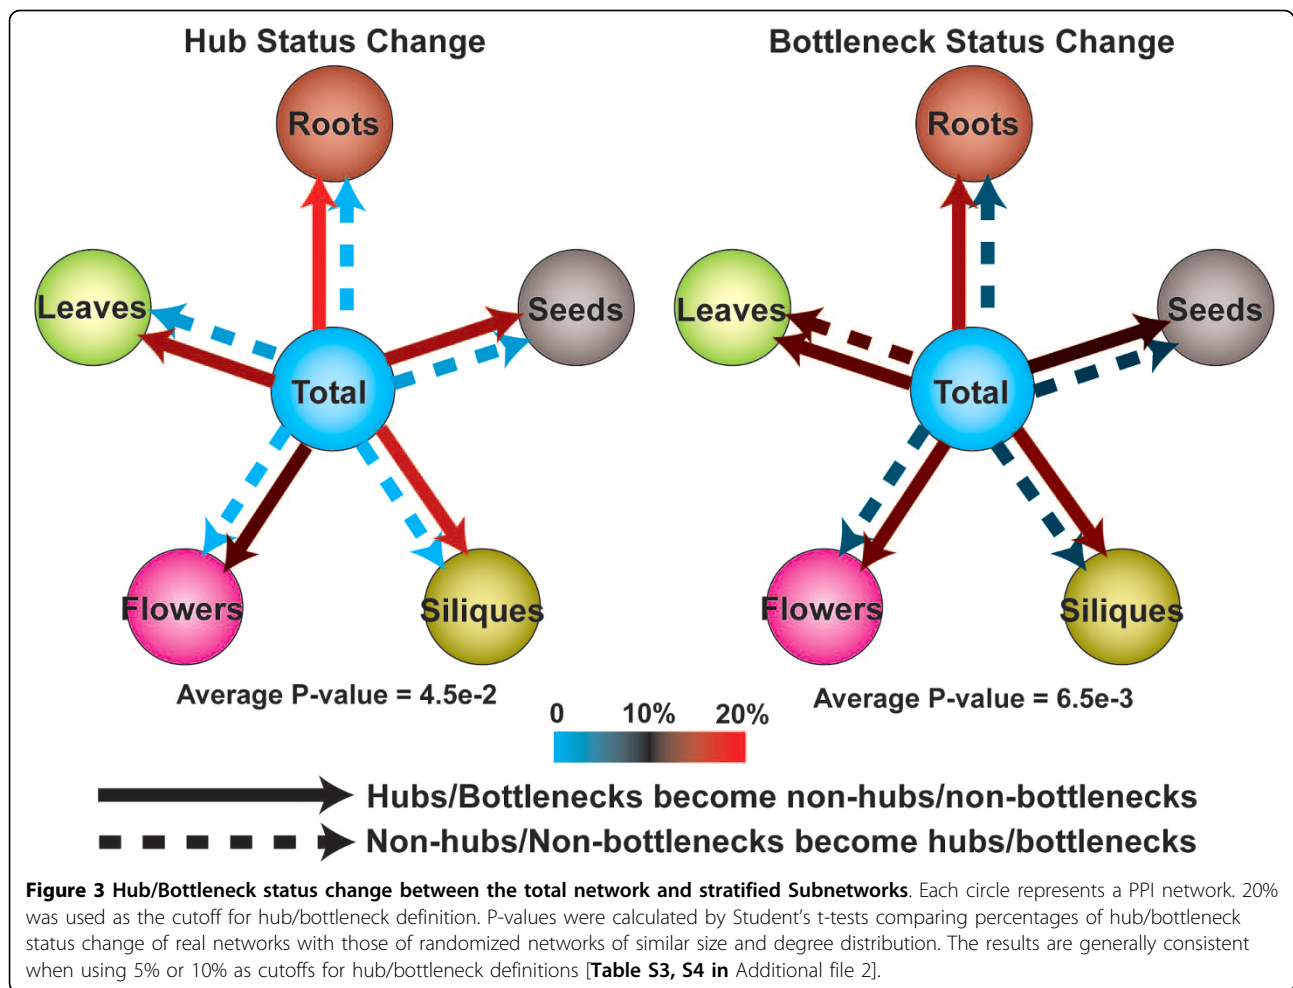 Hub Status Change
Roots
Leaves
Seeds
Total
Flowers
Siliques
Average P-value = 4.5e-2
Bottleneck Status Change
Roots
Leaves
Seeds
Total
Flowers
Siliques
Average P-value = 6.5e-3
0 10% 20%
Hubs/Bottlenecks become non-hubs/non-bottlenecks
Non-hubs/Non-bottlenecks become hubs/bottlenecks
Figure 3 Hub/Bottleneck status change between the total network and stratified Subnetworks. Each circle represents a PPI network. 20%
was used as the cutoff for hub/bottleneck definition. P-values were calculated by Student's t-tests comparing percentages of hub/bottleneck
status change of real networks with those of randomized networks of similar size and degree distribution. The results are generally consistent
when using 5% or 10% as cutoffs for hub/bottleneck definitions [Table S3, S4 in Additional file 2].